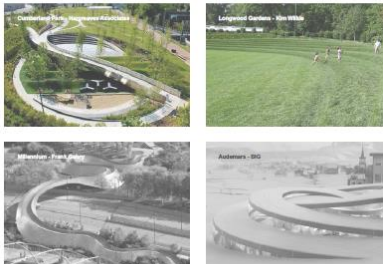 Cumberland Park - Hargreaves Associates
Longwood Gardens - Kim Wilkie
Millennium - Frank Gehry
Audemars - BIG